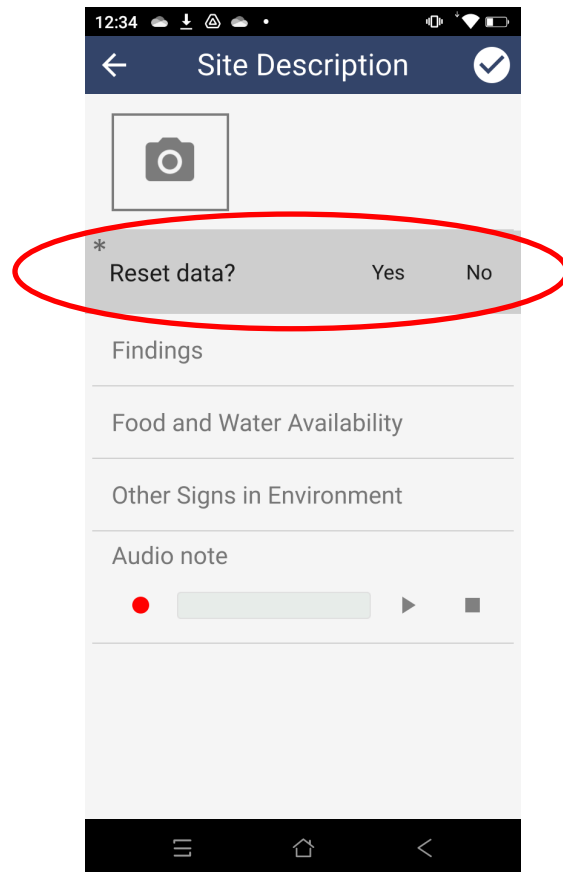 12:34
Site Description
*
Reset data? Yes No
Findings
Food and Water Availability
Other Signs in Environment
Audio note